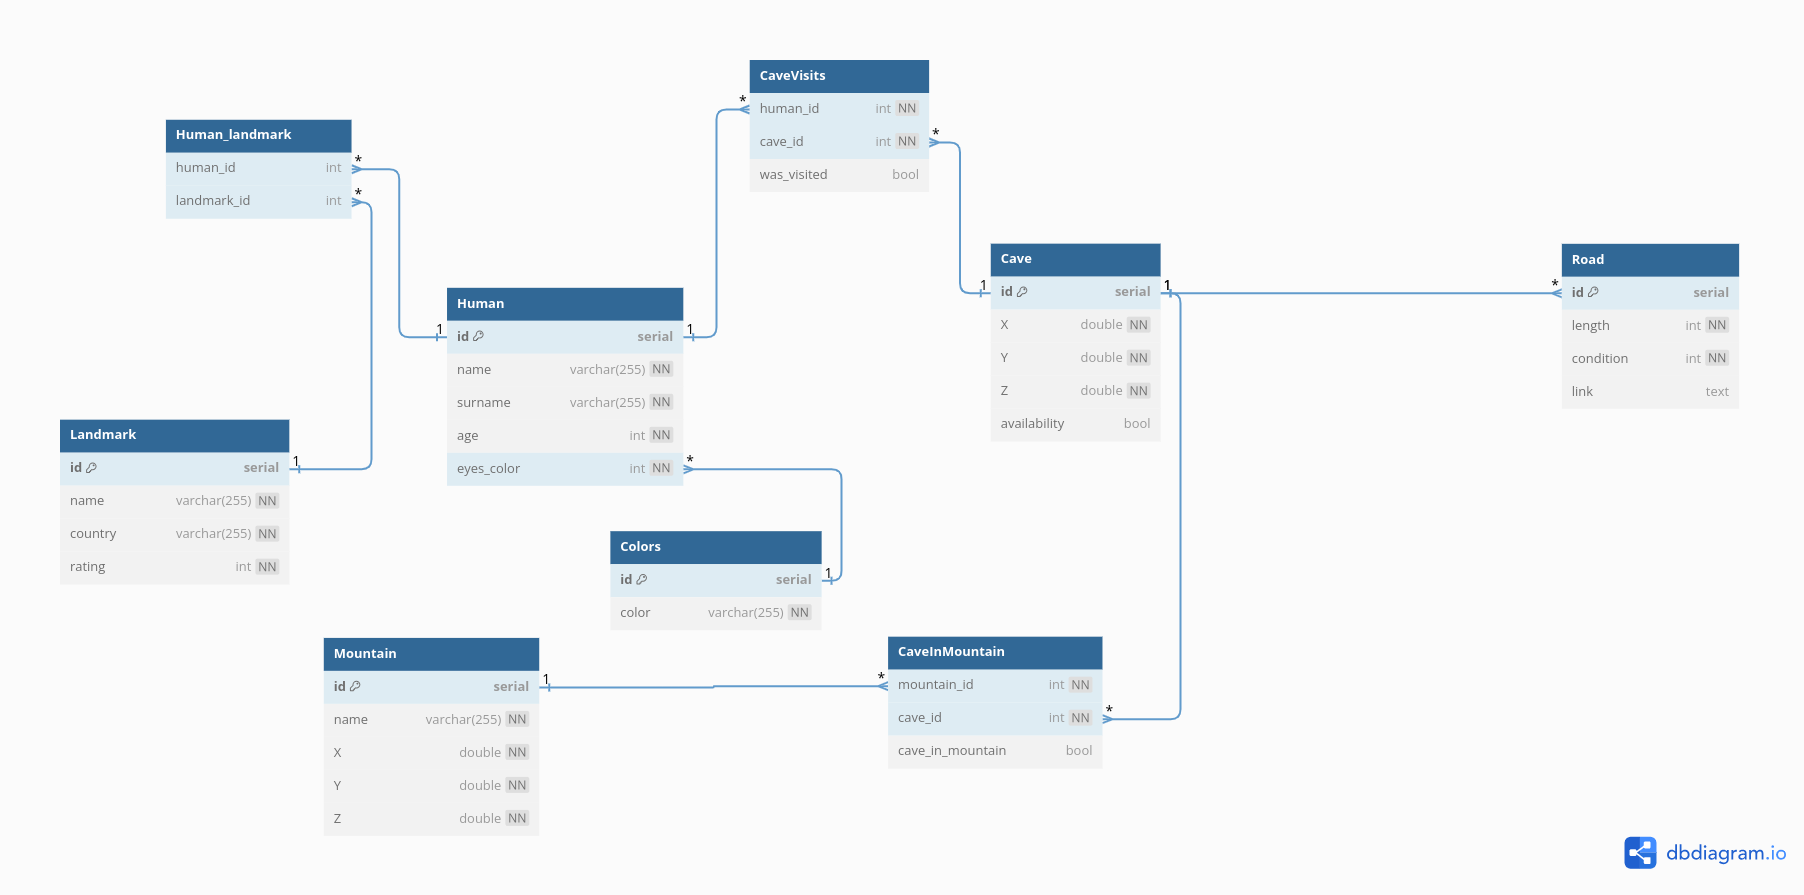 CaveVisits
* human_id int NN
cave_id int NN *
was_visited bool
Human_landmark
human_id int *
landmark_id int *
Cave
1 id serial 1
X double NN
Y double NN
Z double NN
availability bool
Road
* id serial
length int NN
condition int NN
link text
Human
1 id serial 1
name varchar(255) NN
surname varchar(255) NN
age int NN
eyes_color int NN *
Landmark
id serial 1
name varchar(255) NN
country varchar(255) NN
rating int NN
Colors
id serial 1
color varchar(255) NN
Mountain
id serial 1
name varchar(255) NN
X double NN
Y double NN
Z double NN
CaveInMountain
* mountain_id int NN
cave_id int NN *
cave_in_mountain bool
dbdiagram.io